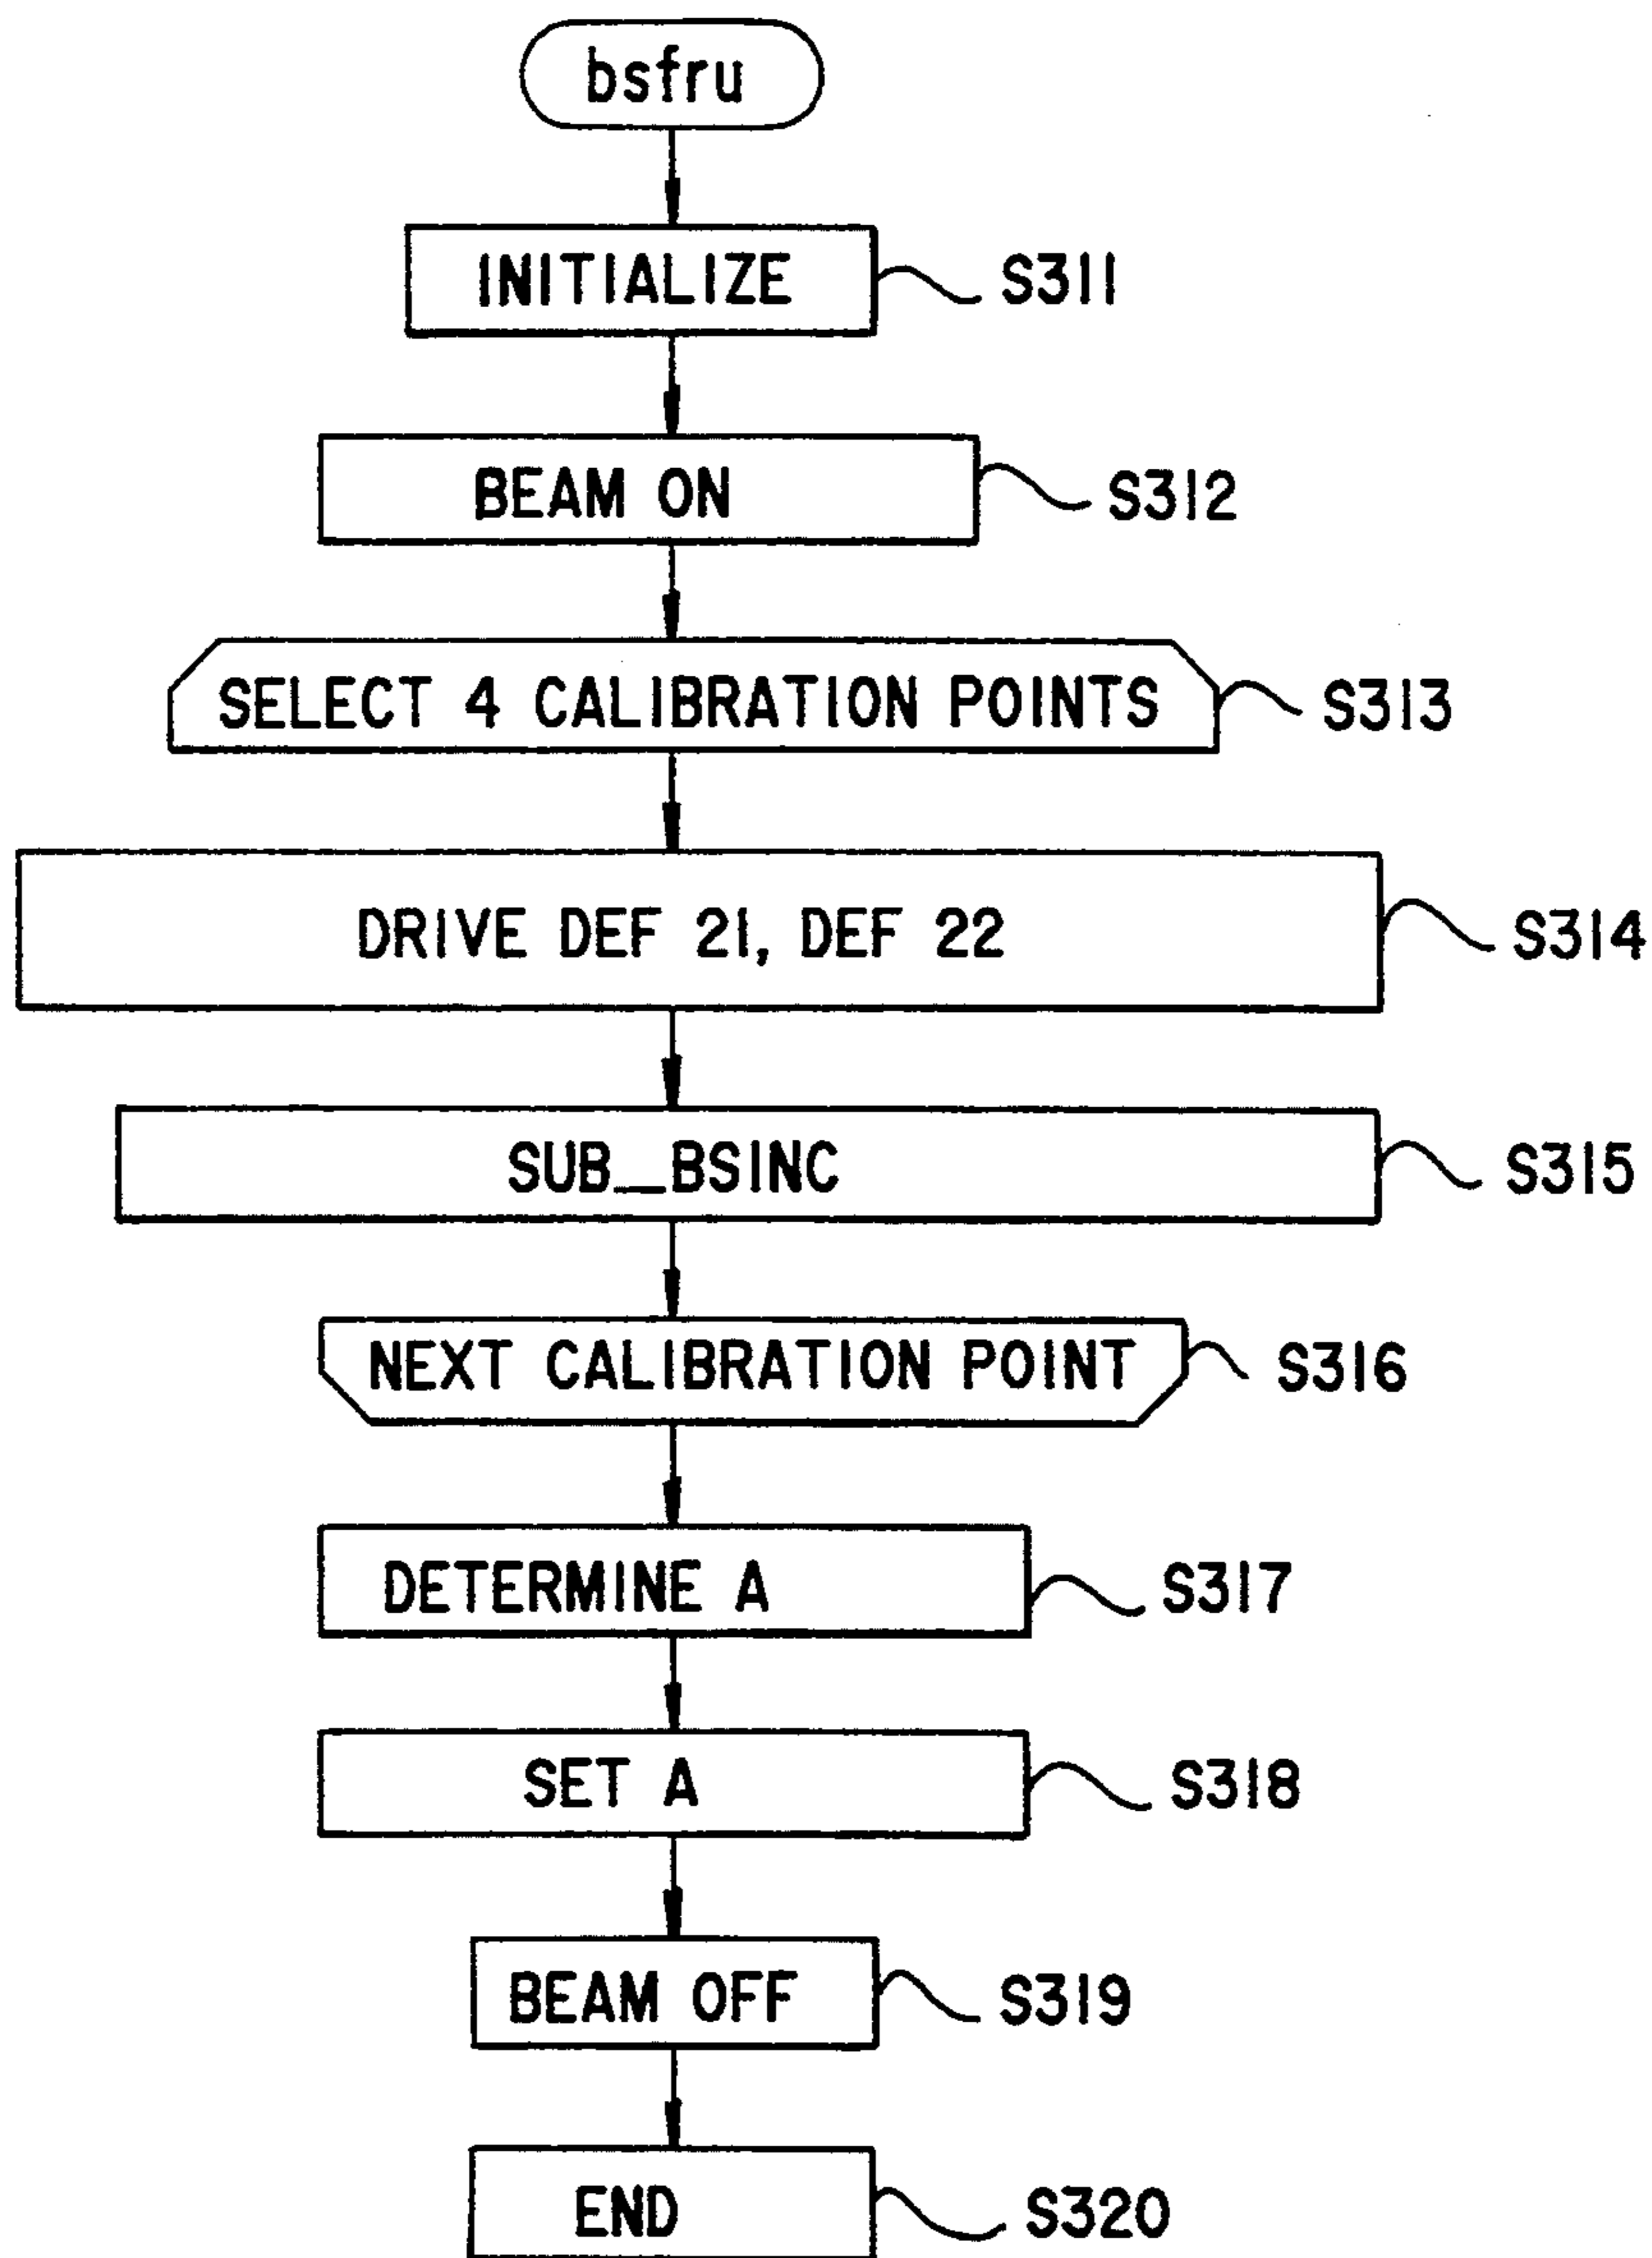 bsfru
INITIALIZE S311
BEAM ON S312
SELECT 4 CALIBRATION POINTS S313
DRIVE DEF 21, DEF 22 S314
SUB_BSINC S315
NEXT CALIBRATION POINT S316
DETERMINE A S317
SET A S318
BEAM OFF S319
END S320